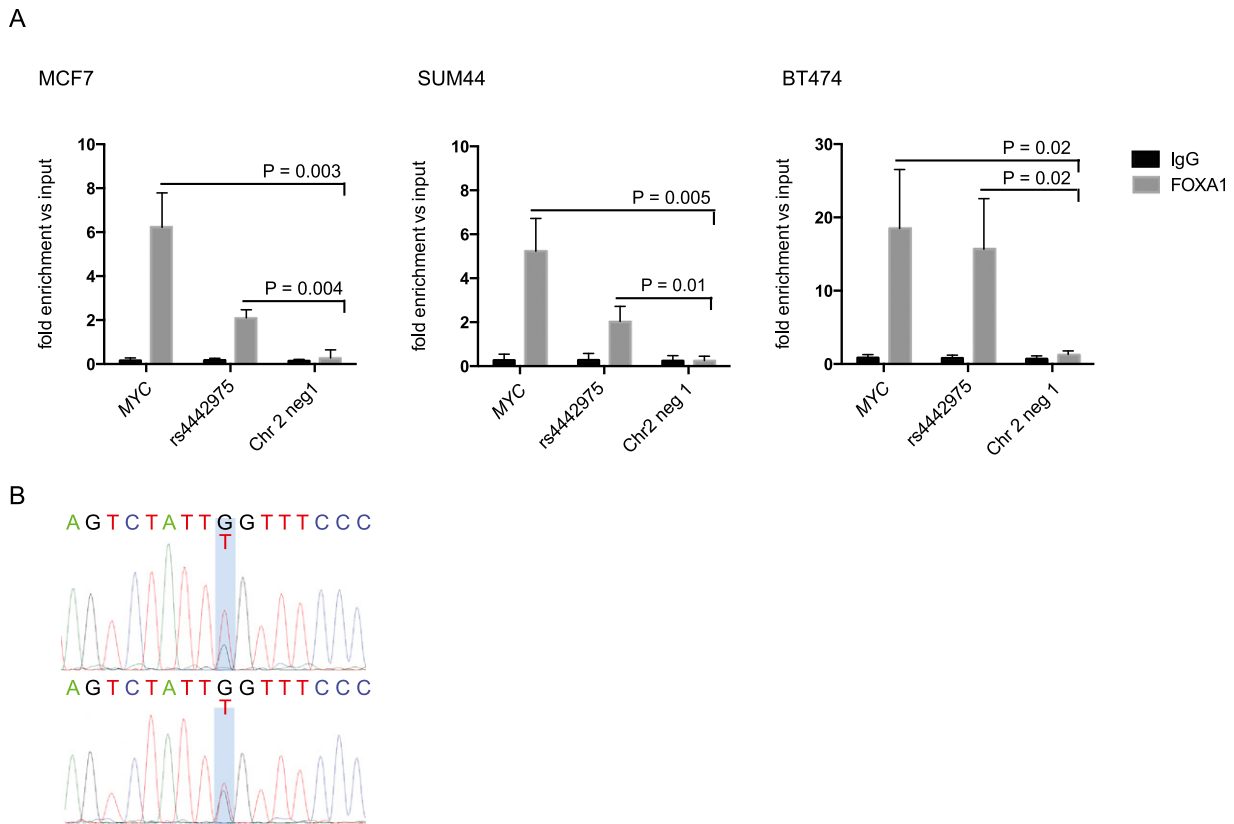 A
MCF7
SUM44
BT474
fold enrichment vs input
10
8
6
4
2
0
P = 0.003
P = 0.004
MYC
rs4442975
Chr 2 neg1
fold enrichment vs input
10
8
6
4
2
0
P = 0.005
P = 0.01
MYC
rs4442975
Chr2 neg 1
fold enrichment vs input
30
20
10
0
P = 0.02
P = 0.02
MYC
rs4442975
Chr 2 neg 1
IgG
FOXA1
B
A G T C T A T T G G T T T C C C
T
A G T C T A T T G G T T T C C C
T